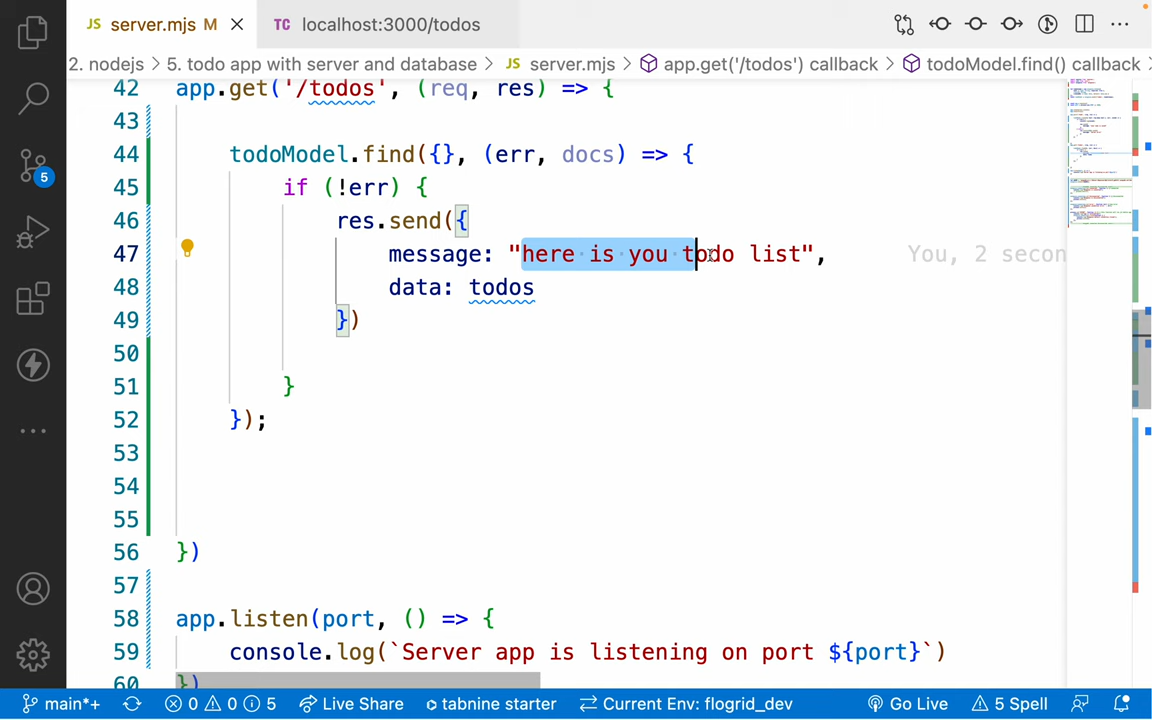 JS server.mjs M
TC localhost:3000/todos
2. nodejs > 5. todo app with server and database > JS server.mjs > app.get('/todos') callback > todoModel.find() callback >
42 app.get('/todos', (req, res) => {
43
44 todoModel.find({}, (err, docs) => {
45 if (!err) {
46 res.send({
47 message: "here is you todo list", You, 2 secon
48 data: todos
49 })
50
51 }
52 });
53
54
55
56 })
57
58 app.listen(port, () => {
59 console.log(`Server app is listening on port ${port}`)
60 })
5
main*+ 0 0 5 Live Share tabnine starter Current Env: flogrid_dev Go Live 5 Spell